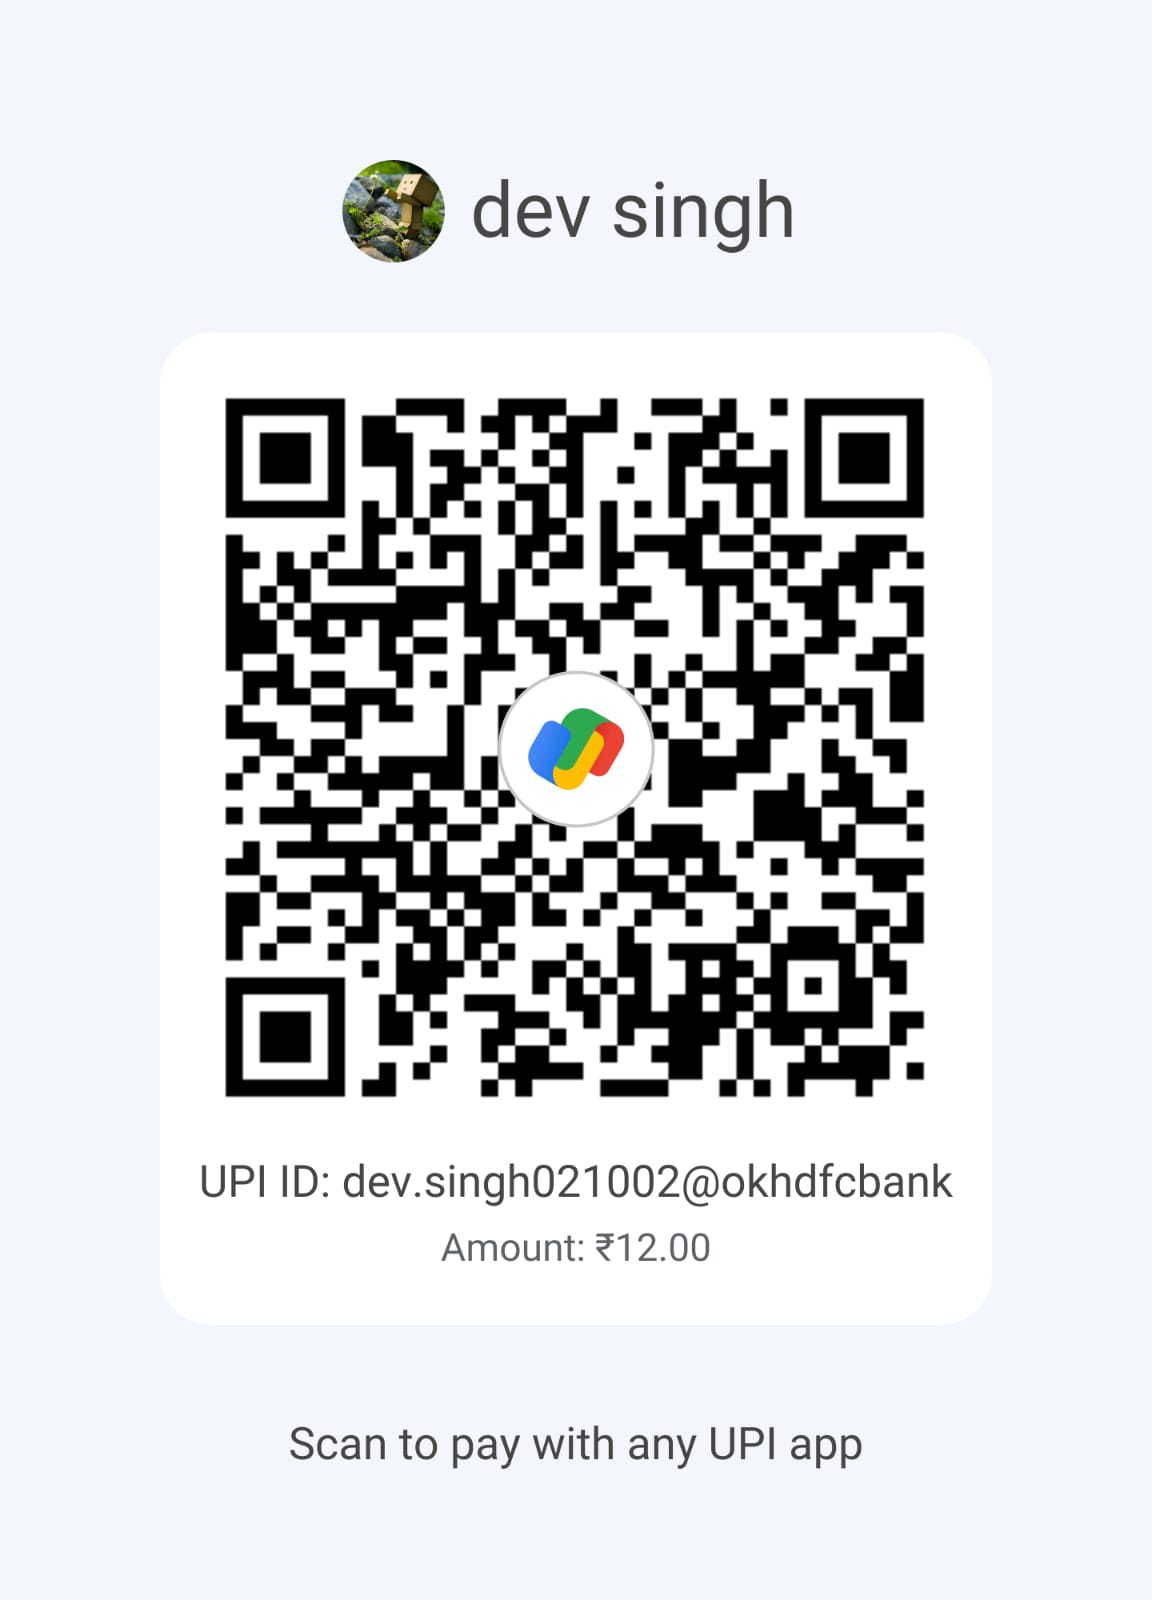 dev singh
UPI ID: dev.singh021002@okhdfcbank
Amount: ₹12.00
Scan to pay with any UPI app